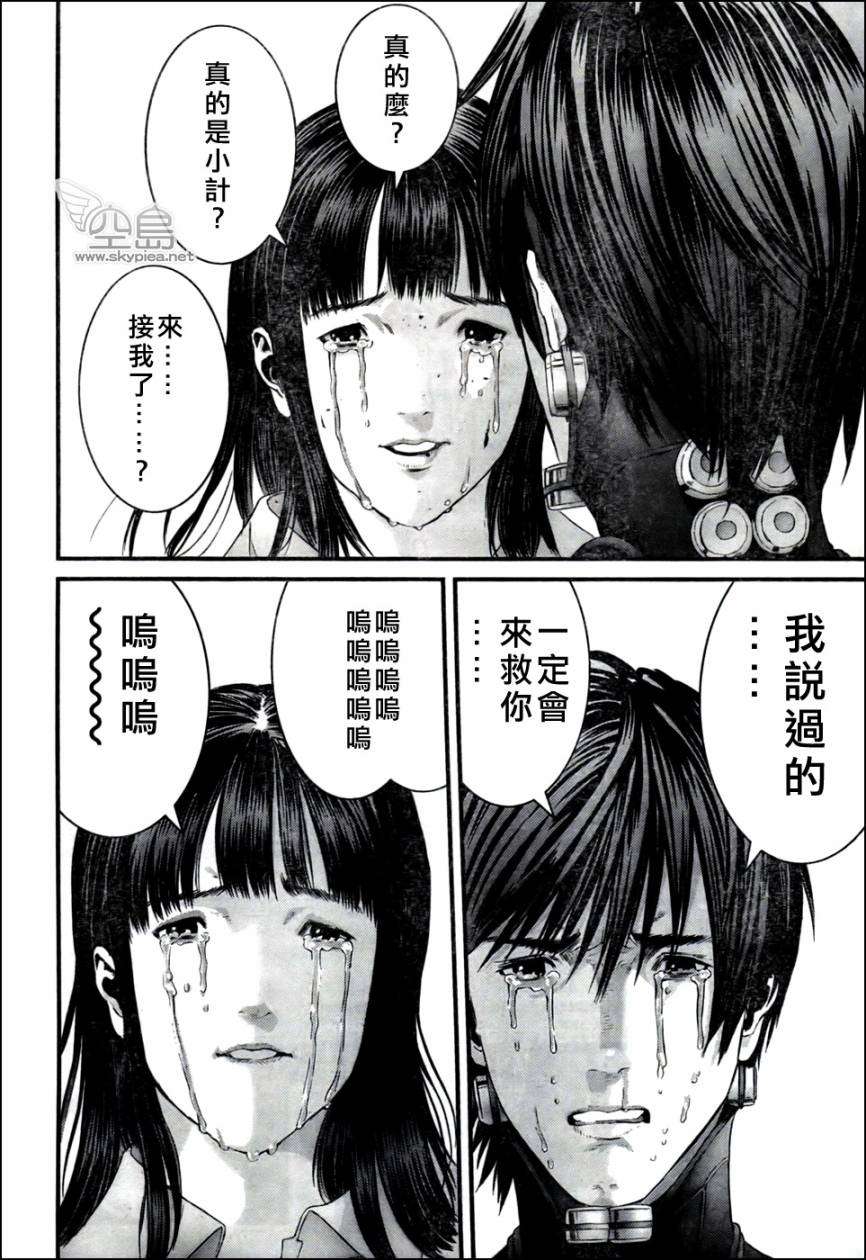 真的麼？
真的是小計？
來……
接我了……？
空島
www.skypiea.net
我說過的
……
一定會
來救你
……
嗚嗚嗚嗚
嗚嗚嗚嗚嗚
嗚嗚嗚